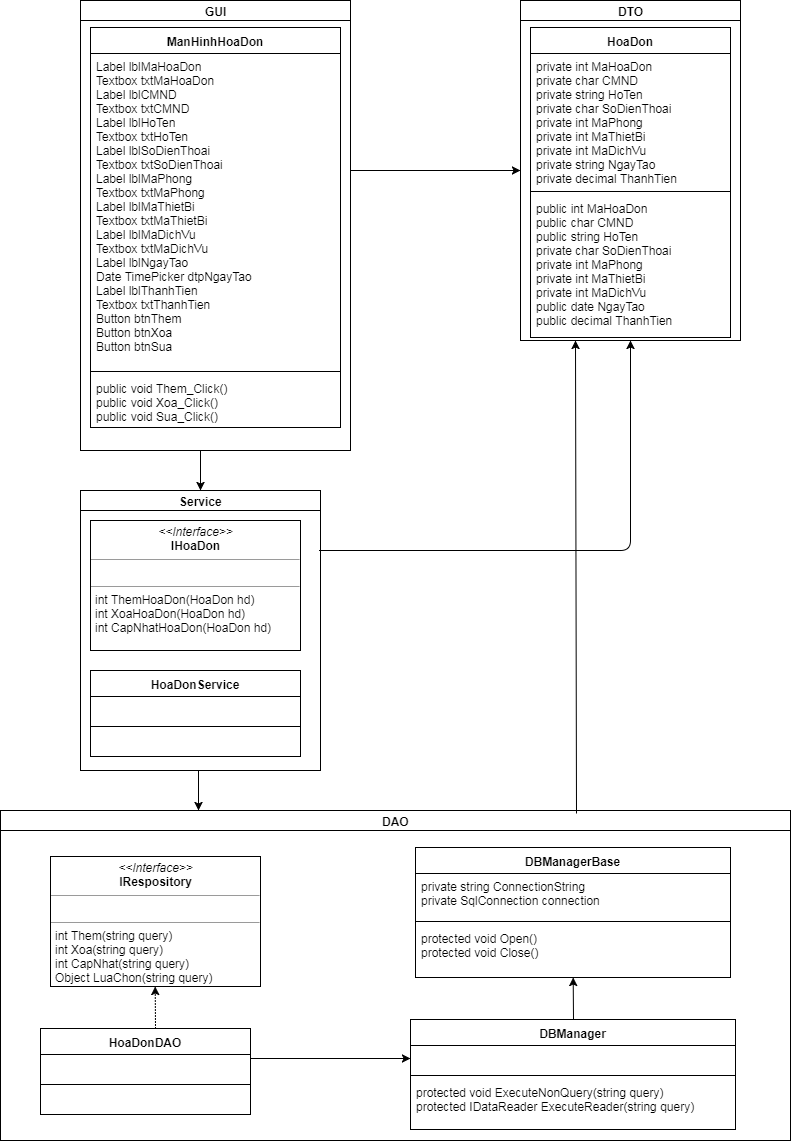 GUI
ManHinhHoaDon
Label lblMaHoaDon
Textbox txtMaHoaDon
Label lblCMND
Textbox txtCMND
Label lblHoTen
Textbox txtHoTen
Label lblSoDienThoai
Textbox txtSoDienThoai
Label lblMaPhong
Textbox txtMaPhong
Label lblMaThietBi
Textbox txtMaThietBi
Label lblMaDichVu
Textbox txtMaDichVu
Label lblNgayTao
Date TimePicker dtpNgayTao
Label lblThanhTien
Textbox txtThanhTien
Button btnThem
Button btnXoa
Button btnSua
public void Them_Click()
public void Xoa_Click()
public void Sua_Click()
DTO
HoaDon
private int MaHoaDon
private char CMND
private string HoTen
private char SoDienThoai
private int MaPhong
private int MaThietBi
private int MaDichVu
private string NgayTao
private decimal ThanhTien
public int MaHoaDon
public char CMND
public string HoTen
private char SoDienThoai
private int MaPhong
private int MaThietBi
private int MaDichVu
public date NgayTao
public decimal ThanhTien
Service
<<Interface>>
IHoaDon
int ThemHoaDon(HoaDon hd)
int XoaHoaDon(HoaDon hd)
int CapNhatHoaDon(HoaDon hd)
HoaDonService
DAO
<<Interface>>
IRespository
int Them(string query)
int Xoa(string query)
int CapNhat(string query)
Object LuaChon(string query)
HoaDonDAO
DBManagerBase
private string ConnectionString
private SqlConnection connection
protected void Open()
protected void Close()
DBManager
protected void ExecuteNonQuery(string query)
protected IDataReader ExecuteReader(string query)